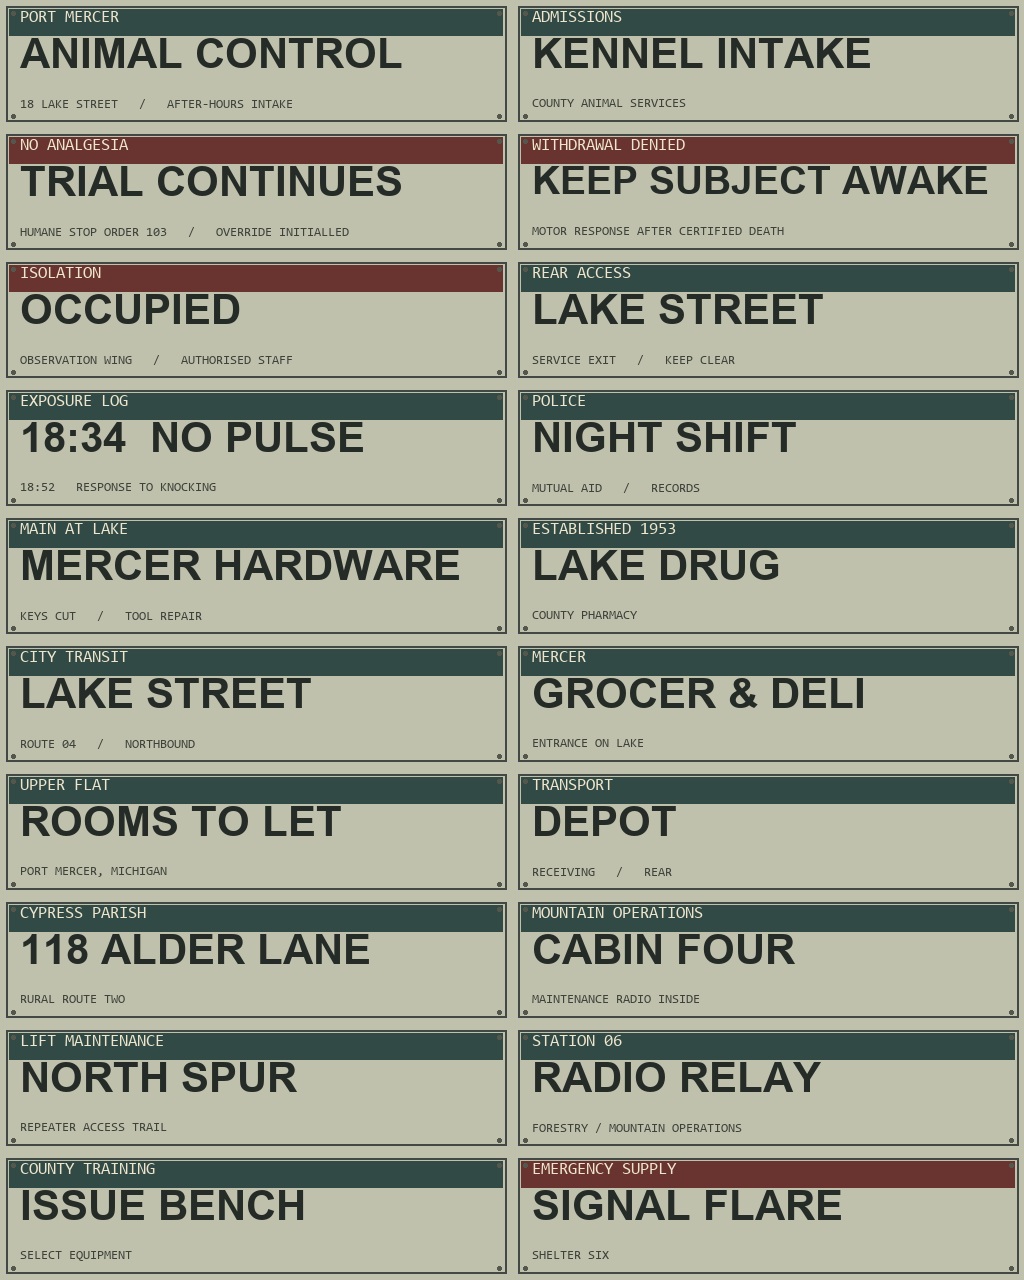 PORT MERCER
ANIMAL CONTROL
18 LAKE STREET / AFTER-HOURS INTAKE
ADMISSIONS
KENNEL INTAKE
COUNTY ANIMAL SERVICES
NO ANALGESIA
TRIAL CONTINUES
HUMANE STOP ORDER 103 / OVERRIDE INITIALLED
WITHDRAWAL DENIED
KEEP SUBJECT AWAKE
MOTOR RESPONSE AFTER CERTIFIED DEATH
ISOLATION
OCCUPIED
OBSERVATION WING / AUTHORISED STAFF
REAR ACCESS
LAKE STREET
SERVICE EXIT / KEEP CLEAR
EXPOSURE LOG
18:34 NO PULSE
18:52 RESPONSE TO KNOCKING
POLICE
NIGHT SHIFT
MUTUAL AID / RECORDS
MAIN AT LAKE
MERCER HARDWARE
KEYS CUT / TOOL REPAIR
ESTABLISHED 1953
LAKE DRUG
COUNTY PHARMACY
CITY TRANSIT
LAKE STREET
ROUTE 04 / NORTHBOUND
MERCER
GROCER & DELI
ENTRANCE ON LAKE
UPPER FLAT
ROOMS TO LET
PORT MERCER, MICHIGAN
TRANSPORT
DEPOT
RECEIVING / REAR
CYPRESS PARISH
118 ALDER LANE
RURAL ROUTE TWO
MOUNTAIN OPERATIONS
CABIN FOUR
MAINTENANCE RADIO INSIDE
LIFT MAINTENANCE
NORTH SPUR
REPEATER ACCESS TRAIL
STATION 06
RADIO RELAY
FORESTRY / MOUNTAIN OPERATIONS
COUNTY TRAINING
ISSUE BENCH
SELECT EQUIPMENT
EMERGENCY SUPPLY
SIGNAL FLARE
SHELTER SIX